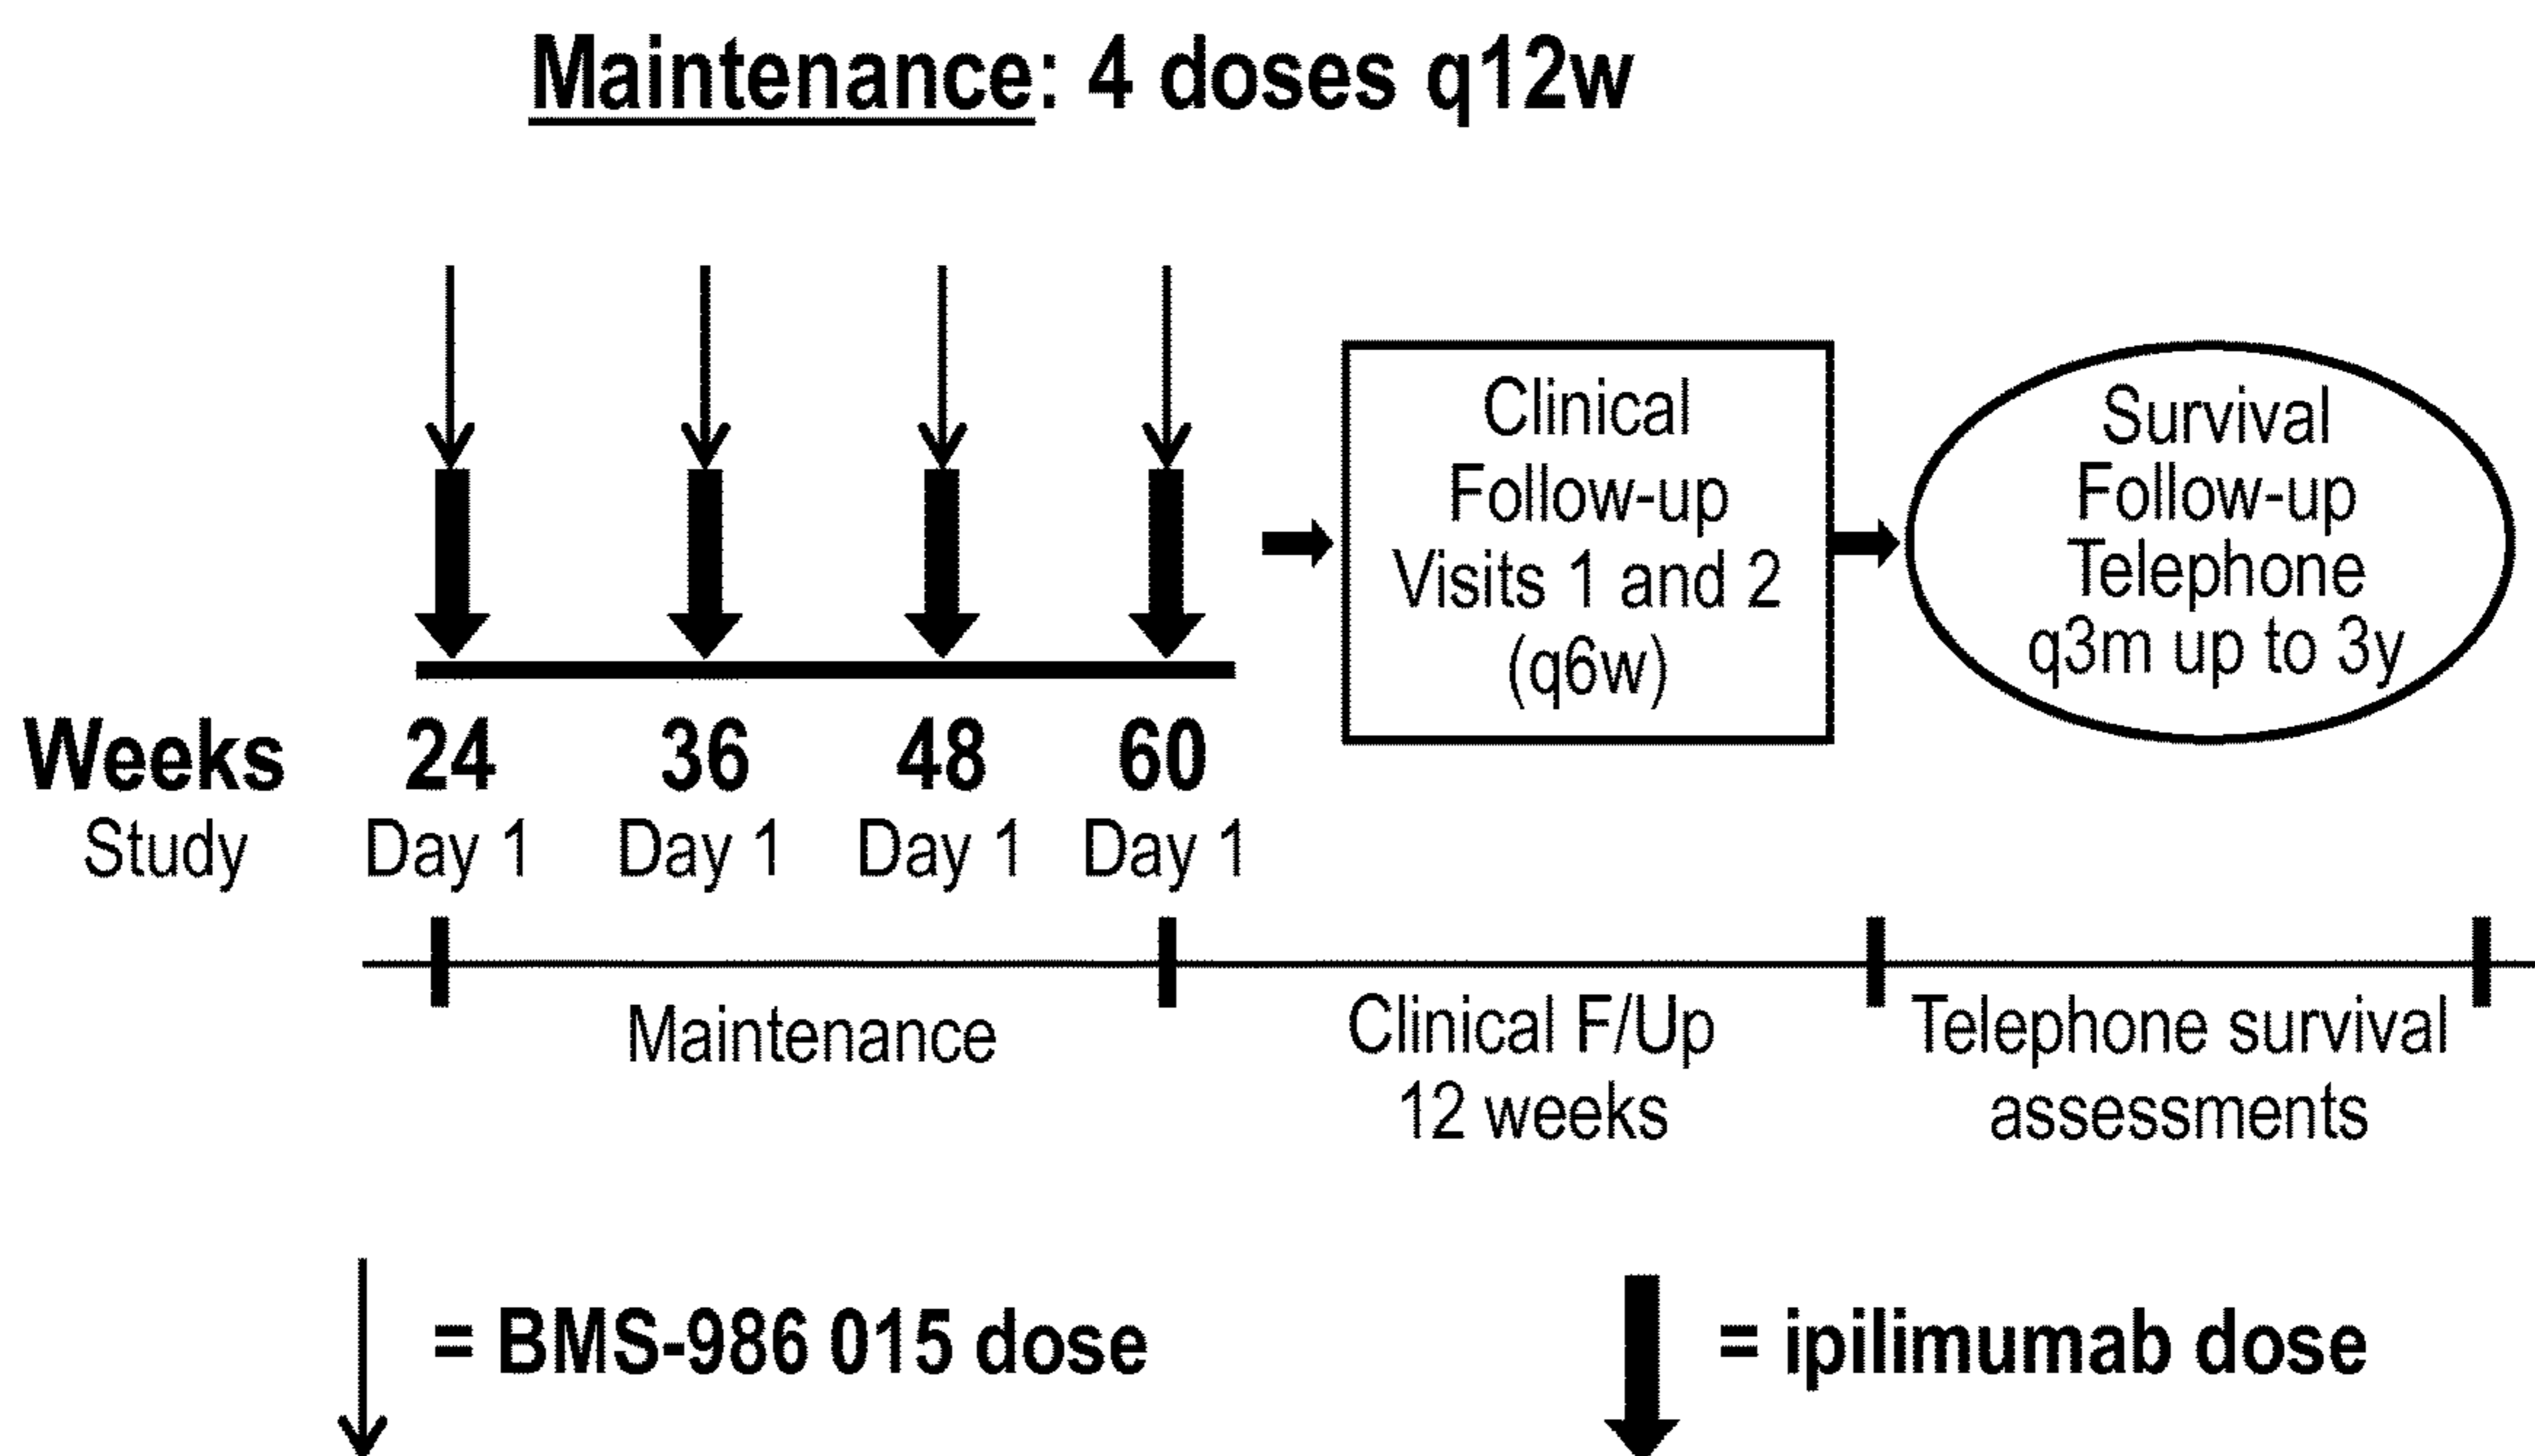 Maintenance: 4 doses q12w
Clinical
Follow-up
Visits 1 and 2
(q6w)
Survival
Follow-up
Telephone
q3m up to 3y
Weeks 24 36 48 60
Study Day 1 Day 1 Day 1 Day 1
Maintenance
Clinical F/Up
12 weeks
Telephone survival
assessments
= BMS-986 015 dose
= ipilimumab dose